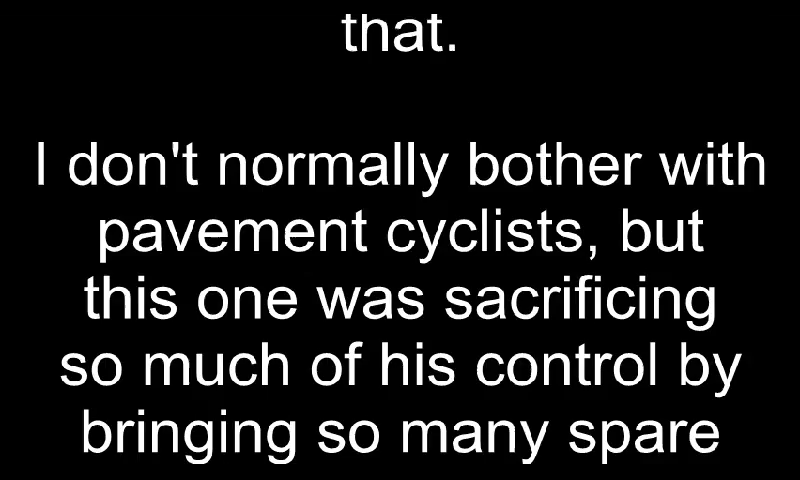 that.
I don't normally bother with
pavement cyclists, but
this one was sacrificing
so much of his control by
bringing so many spare